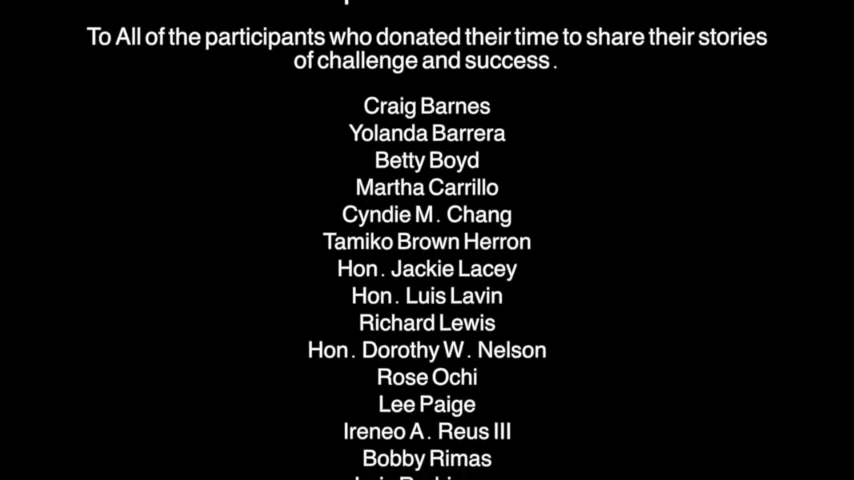 To All of the participants who donated their time to share their stories
of challenge and success.
Craig Barnes
Yolanda Barrera
Betty Boyd
Martha Carrillo
Cyndie M. Chang
Tamiko Brown Herron
Hon. Jackie Lacey
Hon. Luis Lavin
Richard Lewis
Hon. Dorothy W. Nelson
Rose Ochi
Lee Paige
Ireneo A. Reus III
Bobby Rimas